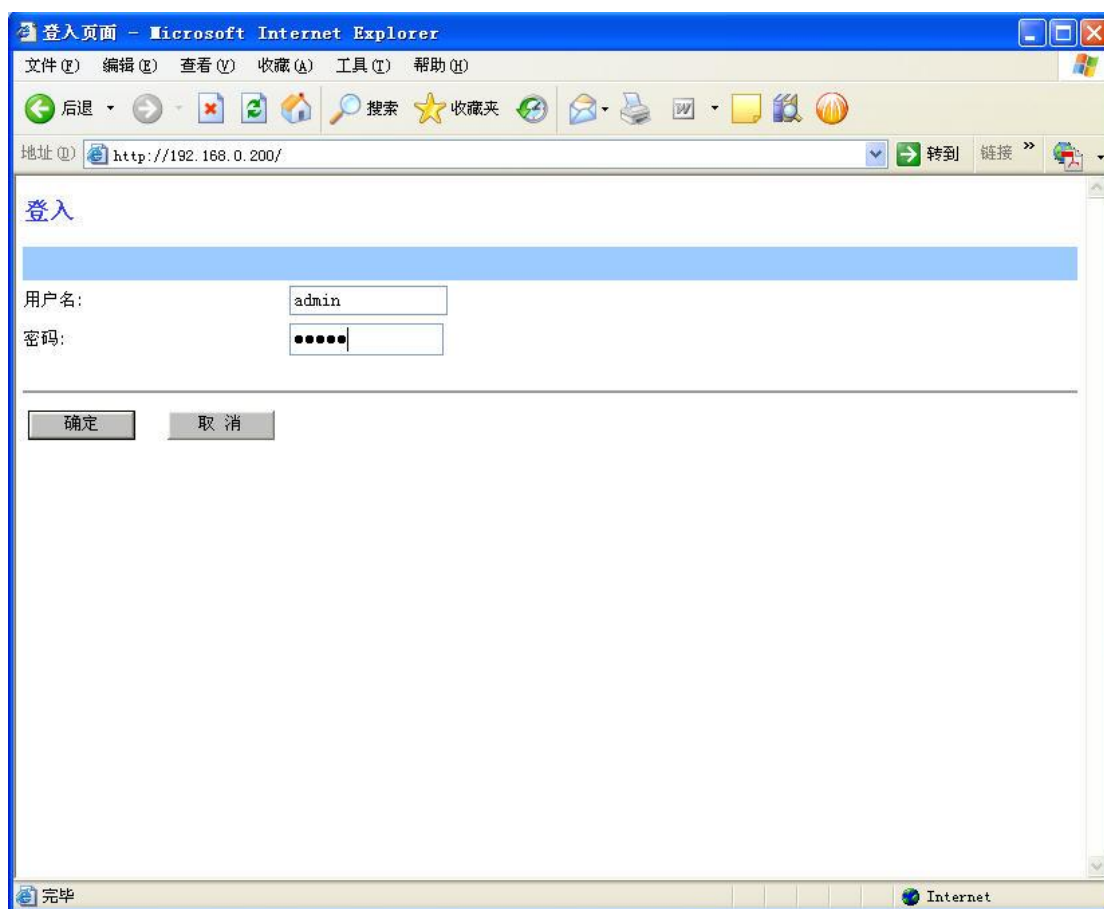 登入页面 - Microsoft Internet Explorer
文件(F) 编辑(E) 查看(V) 收藏(A) 工具(T) 帮助(H)
后退 搜索 收藏夹 W
地址(D) http://192.168.0.200/ 转到 链接 »
登入
用户名: admin
密码: •••••
确定 取 消
完毕 Internet